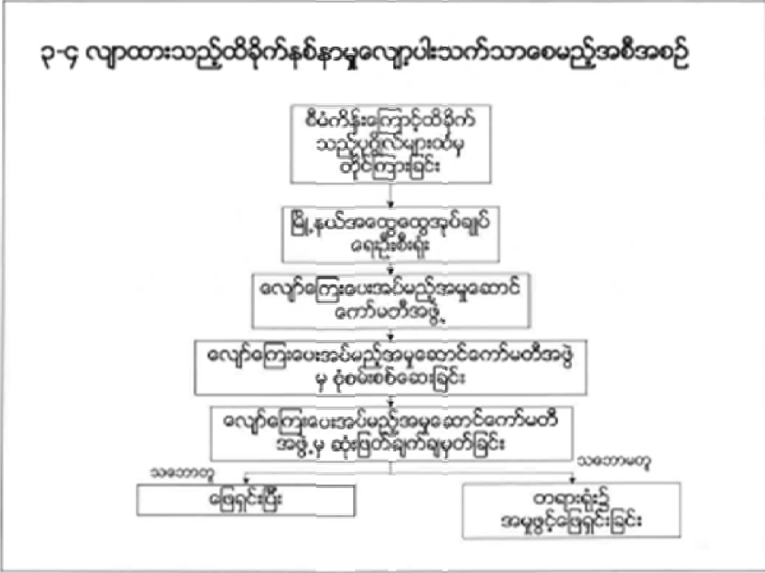 ၃-၄ လျာထားသည့်ထိခိုက်နစ်နာမှုလျော့ပါးသက်သာစေမည့်အစီအစဉ်
စီမံကိန်းကြောင့်ထိခိုက်
သည့်ပုဂ္ဂိုလ်များထံမှ
တိုင်ကြားခြင်း
မြို့နယ်အထွေထွေအုပ်ချုပ်
ရေးဦးစီးရုံး
လျော်ကြေးပေးအပ်မည့်အမှုဆောင်
ကော်မတီအဖွဲ့
လျော်ကြေးပေးအပ်မည့်အမှုဆောင်ကော်မတီအဖွဲ့
မှ စုံစမ်းစစ်ဆေးခြင်း
လျော်ကြေးပေးအပ်မည့်အမှုဆောင်ကော်မတီ
အဖွဲ့မှ ဆုံးဖြတ်ချက်ချမှတ်ခြင်း
သဘောတူ
သဘောမတူ
ဖြေရှင်းပြီး
တရားရုံး၌
အမှုဖွင့်ဖြေရှင်းခြင်း